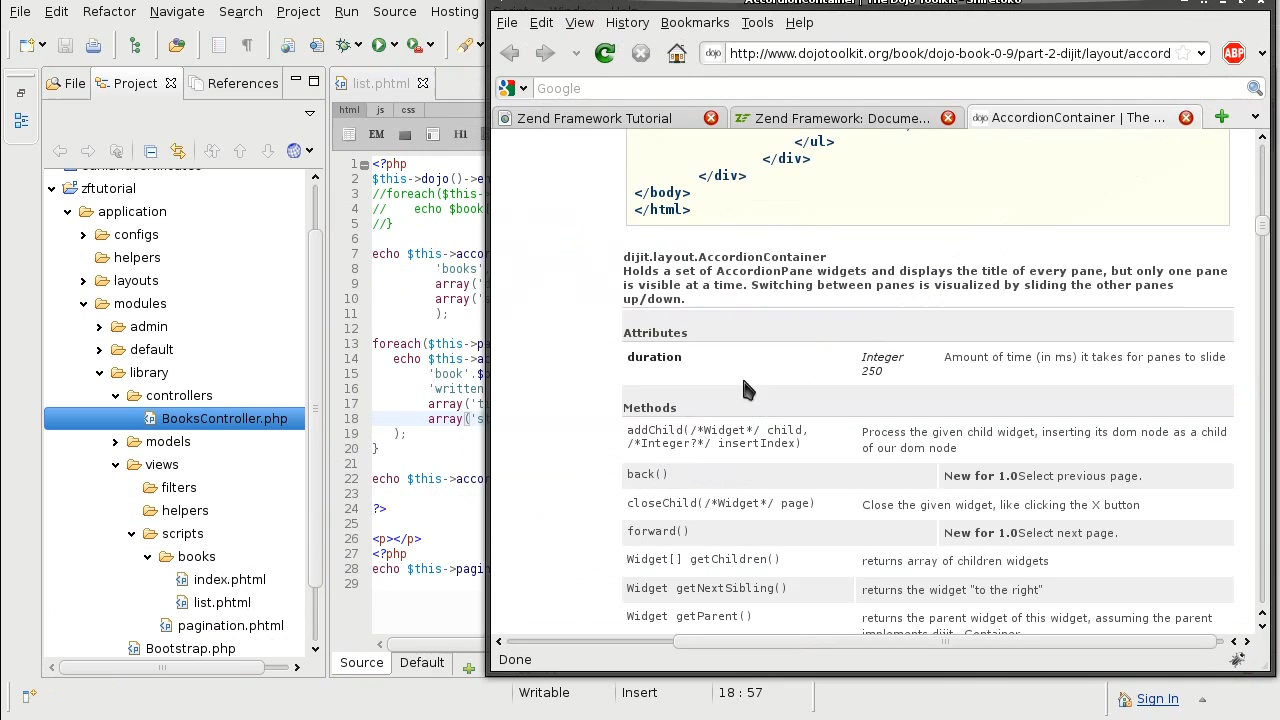 File Edit Refactor Navigate Search Project Run Source Hosting
File Project References
zftutorial
application
configs
helpers
layouts
modules
admin
default
library
controllers
BooksController.php
models
views
filters
helpers
scripts
books
index.phtml
list.phtml
pagination.phtml
Bootstrap.php
list.phtml
html js css
EM H1
1 <?php
2 $this->dojo()->e
3 //foreach($this-
4 // echo $book
5 //}
6
7 echo $this->accor
8 'books'
9 array('
10 array('
11 );
12
13 foreach($this->pa
14 echo $this->ac
15 'book'.$
16 'written
17 array('t
18 array('s
19 );
20 }
21
22 echo $this->acco
23
24 ?>
25
26 <p></p>
27 <?php
28 echo $this->pagin
29
Source Default
AccordionContainer | The Dojo Toolkit - Shiretoko
File Edit View History Bookmarks Tools Help
dojo http://www.dojotoolkit.org/book/dojo-book-0-9/part-2-dijit/layout/accord ABP
Google
Zend Framework Tutorial Zend Framework: Docume... dojo AccordionContainer | The ...
</ul>
</div>
</div>
</body>
</html>
dijit.layout.AccordionContainer
Holds a set of AccordionPane widgets and displays the title of every pane, but only one pane
is visible at a time. Switching between panes is visualized by sliding the other panes
up/down.
Attributes
duration Integer Amount of time (in ms) it takes for panes to slide
250
Methods
addChild(/*Widget*/ child, Process the given child widget, inserting its dom node as a child
/*Integer?*/ insertIndex) of our dom node
back() New for 1.0Select previous page.
closeChild(/*Widget*/ page) Close the given widget, like clicking the X button
forward() New for 1.0Select next page.
Widget[] getChildren() returns array of children widgets
Widget getNextSibling() returns the widget "to the right"
Widget getParent() returns the parent widget of this widget, assuming the parent
Done
Writable Insert 18 : 57 Sign In